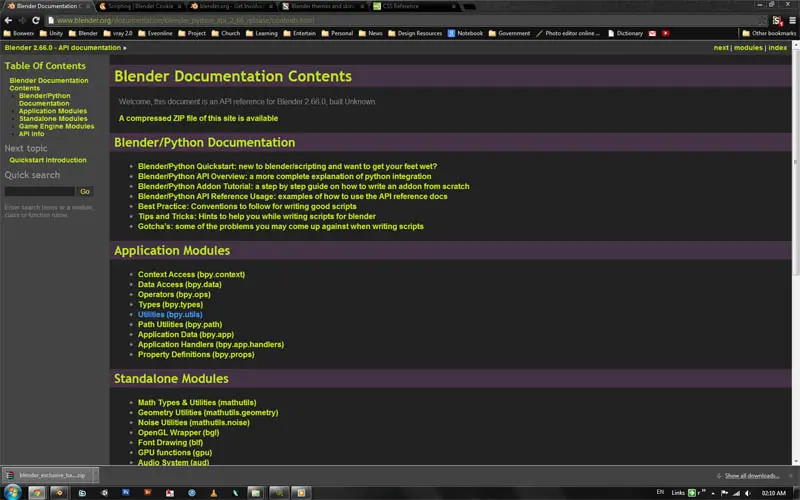 Blender Documentation C
Scripting | Blender Cookie
blender.org - Get Involv
Blender themes and skin
CSS Reference
www.blender.org/documentation/blender_python_api_2_66_release/contents.html
Bowwex
Unity
Blender
vray 2.0
Eveonline
Project
Church
Learning
Entertain
Power
Design Resources
Notebook
Government
Photo editor online ...
Dictionary
YouTube
Other bookmarks
Blender 2.66.0 - API documentation »
next | modules | index
Table Of Contents
Blender Documentation
Contents
Blender/Python
Documentation
Application Modules
Standalone Modules
Game Engine Modules
API Info
Next topic
Quickstart Introduction
Quick search
Go
Enter search terms or a module,
class or function name.
Blender Documentation Contents
Welcome, this document is an API reference for Blender 2.66.0, built Unknown.
A compressed ZIP file of this site is available
Blender/Python Documentation
Blender/Python Quickstart: new to blender/scripting and want to get your feet wet?
Blender/Python API Overview: a more complete explanation of python integration
Blender/Python Addon Tutorial: a step by step guide on how to write an addon from scratch
Blender/Python API Reference Usage: examples of how to use the API reference docs
Best Practice: Conventions to follow for writing good scripts
Tips and Tricks: Hints to help you while writing scripts for blender
Gotcha's: some of the problems you may come up against when writing scripts
Application Modules
Context Access (bpy.context)
Data Access (bpy.data)
Operators (bpy.ops)
Types (bpy.types)
Utilities (bpy.utils)
Path Utilities (bpy.path)
Application Data (bpy.app)
Application Handlers (bpy.app.handlers)
Property Definitions (bpy.props)
Standalone Modules
Math Types & Utilities (mathutils)
Geometry Utilities (mathutils.geometry)
Noise Utilities (mathutils.noise)
OpenGL Wrapper (bgl)
Font Drawing (blf)
GPU functions (gpu)
Audio System (aud)
blender_exclusive_ba....zip
Show all downloads...
EN
Links
02:10 AM